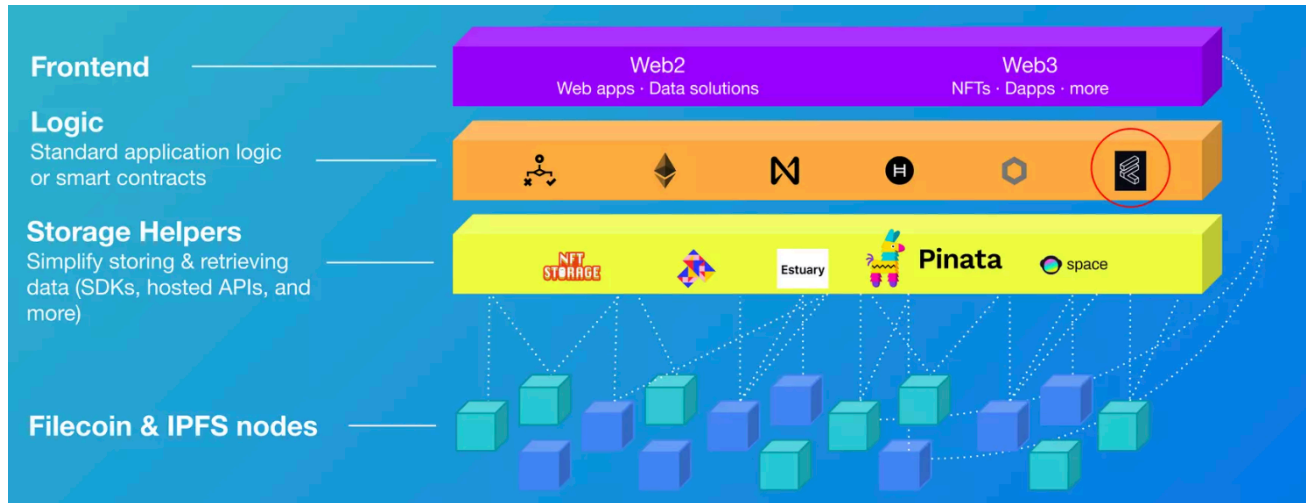 Frontend
Web2
Web apps · Data solutions
Web3
NFTs · Dapps · more
Logic
Standard application logic
or smart contracts
Storage Helpers
Simplify storing & retrieving
data (SDKs, hosted APIs, and
more)
NFT
STORAGE
Estuary
Pinata
space
Filecoin & IPFS nodes